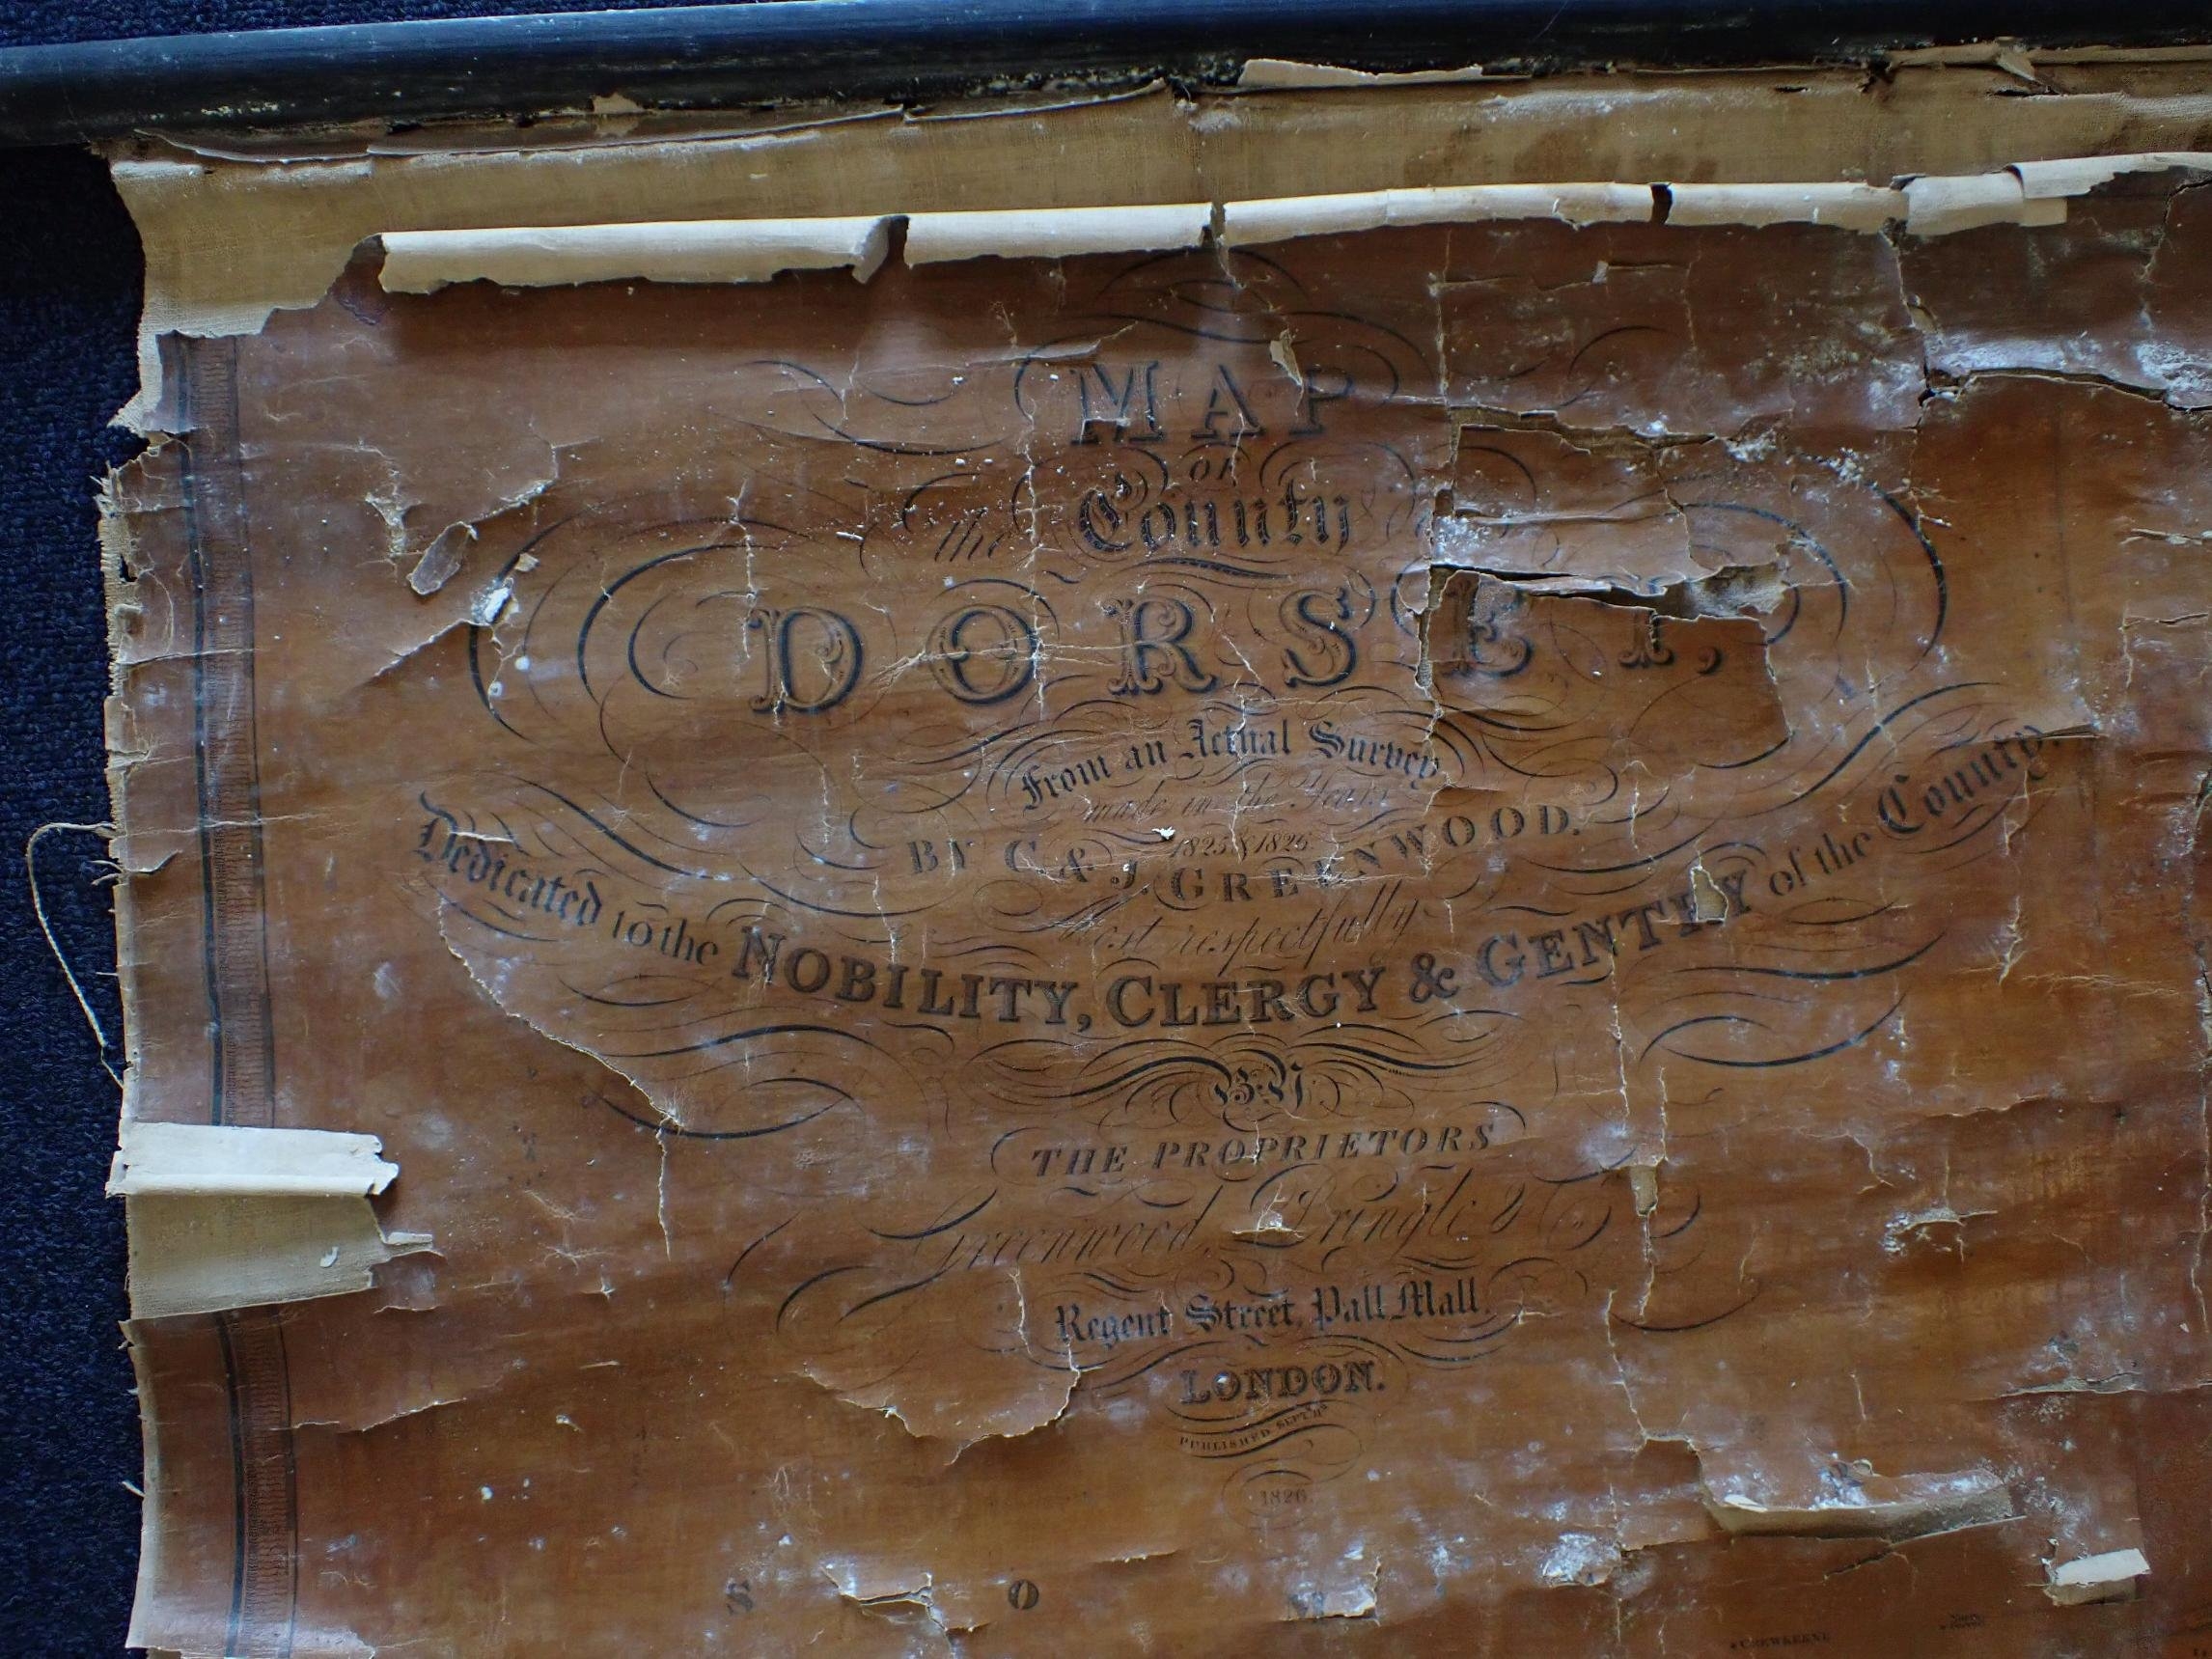 MAP
OF
the County
DORSET,
From an Actual Survey
made in the Years
1825 & 1826
BY C. & J. GREENWOOD.
Most respectfully
Dedicated to the NOBILITY, CLERGY & GENTRY of the County.
BY
THE PROPRIETORS
Greenwood, Pringle & Co.
Regent Street, Pall Mall.
LONDON.
PUBLISHED SEPT.
1826.
S O M
CREWKERNE